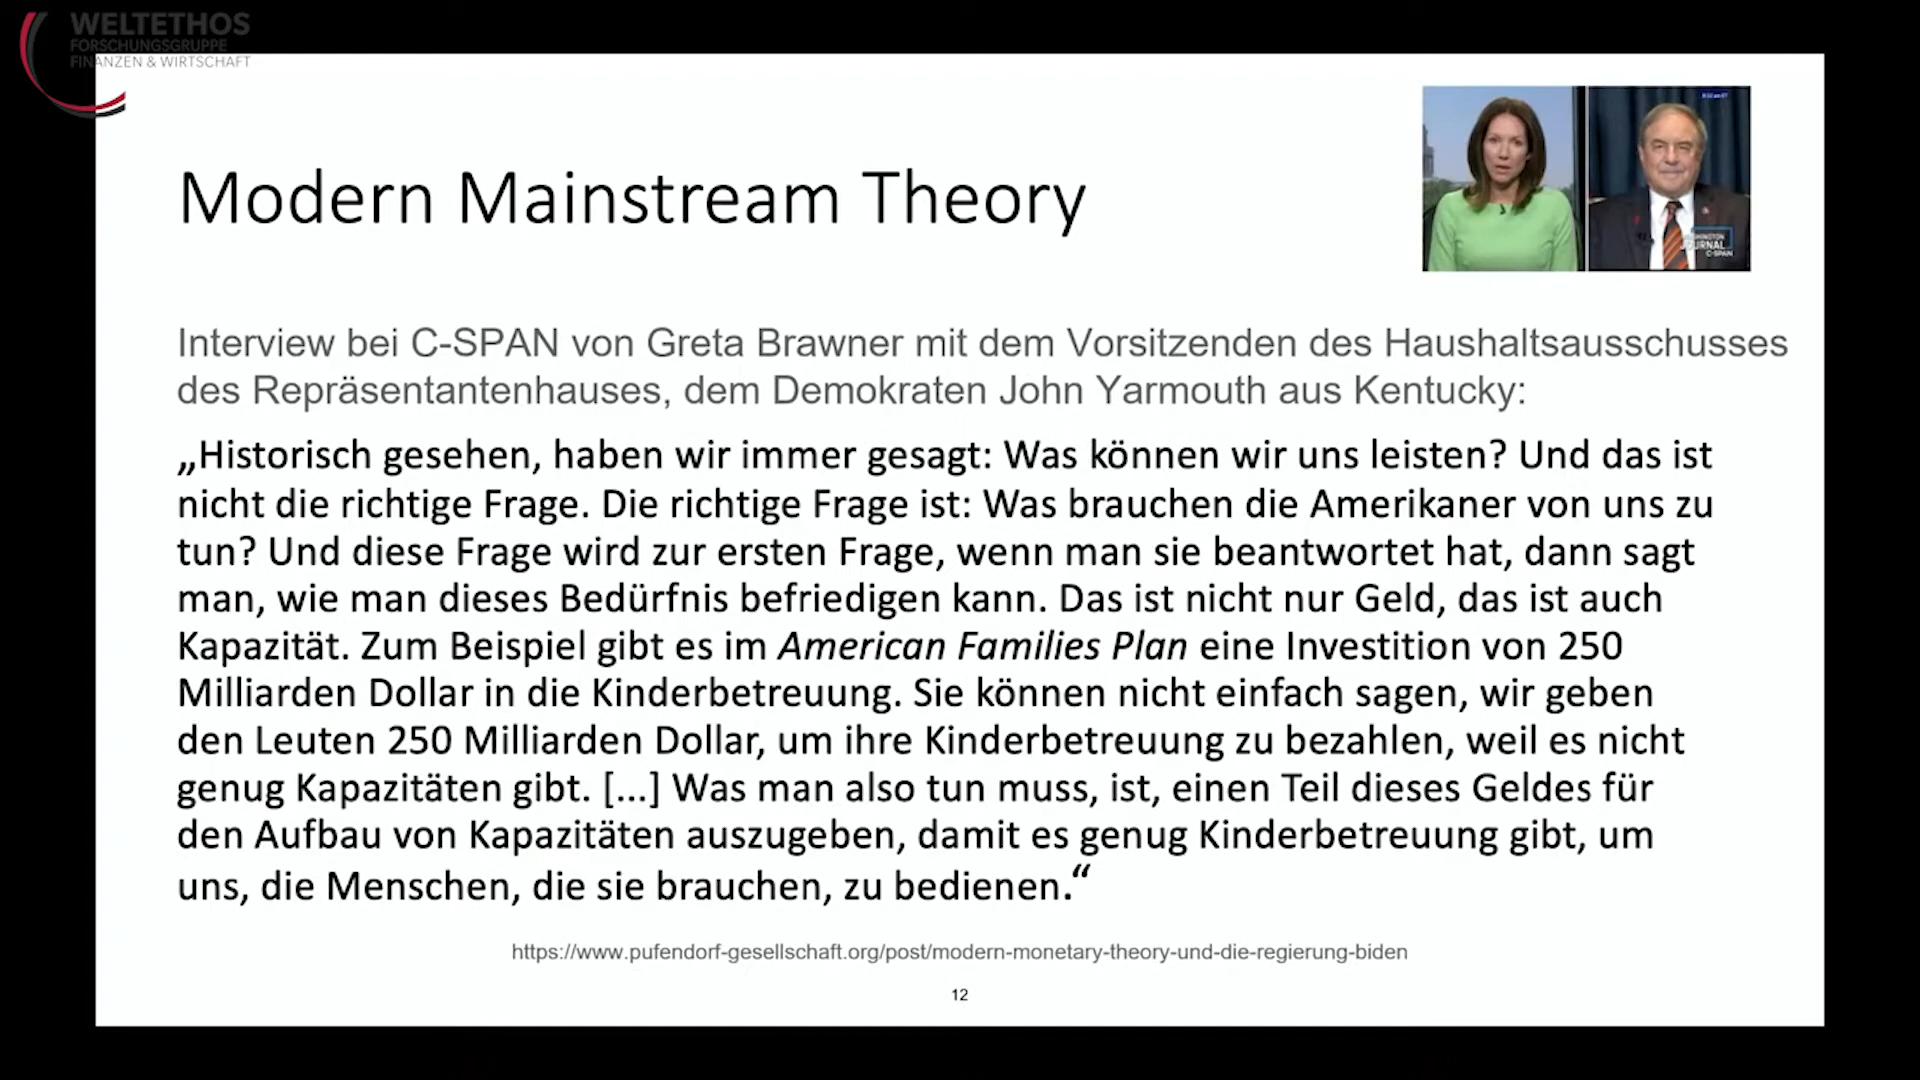 WELTETHOS
FORSCHUNGSGRUPPE
FINANZEN & WIRTSCHAFT
Modern Mainstream Theory
JOURNAL
C-SPAN
Interview bei C-SPAN von Greta Brawner mit dem Vorsitzenden des Haushaltsausschusses
des Repräsentantenhauses, dem Demokraten John Yarmouth aus Kentucky:
„Historisch gesehen, haben wir immer gesagt: Was können wir uns leisten? Und das ist
nicht die richtige Frage. Die richtige Frage ist: Was brauchen die Amerikaner von uns zu
tun? Und diese Frage wird zur ersten Frage, wenn man sie beantwortet hat, dann sagt
man, wie man dieses Bedürfnis befriedigen kann. Das ist nicht nur Geld, das ist auch
Kapazität. Zum Beispiel gibt es im American Families Plan eine Investition von 250
Milliarden Dollar in die Kinderbetreuung. Sie können nicht einfach sagen, wir geben
den Leuten 250 Milliarden Dollar, um ihre Kinderbetreuung zu bezahlen, weil es nicht
genug Kapazitäten gibt. [...] Was man also tun muss, ist, einen Teil dieses Geldes für
den Aufbau von Kapazitäten auszugeben, damit es genug Kinderbetreuung gibt, um
uns, die Menschen, die sie brauchen, zu bedienen.“
https://www.pufendorf-gesellschaft.org/post/modern-monetary-theory-und-die-regierung-biden
12